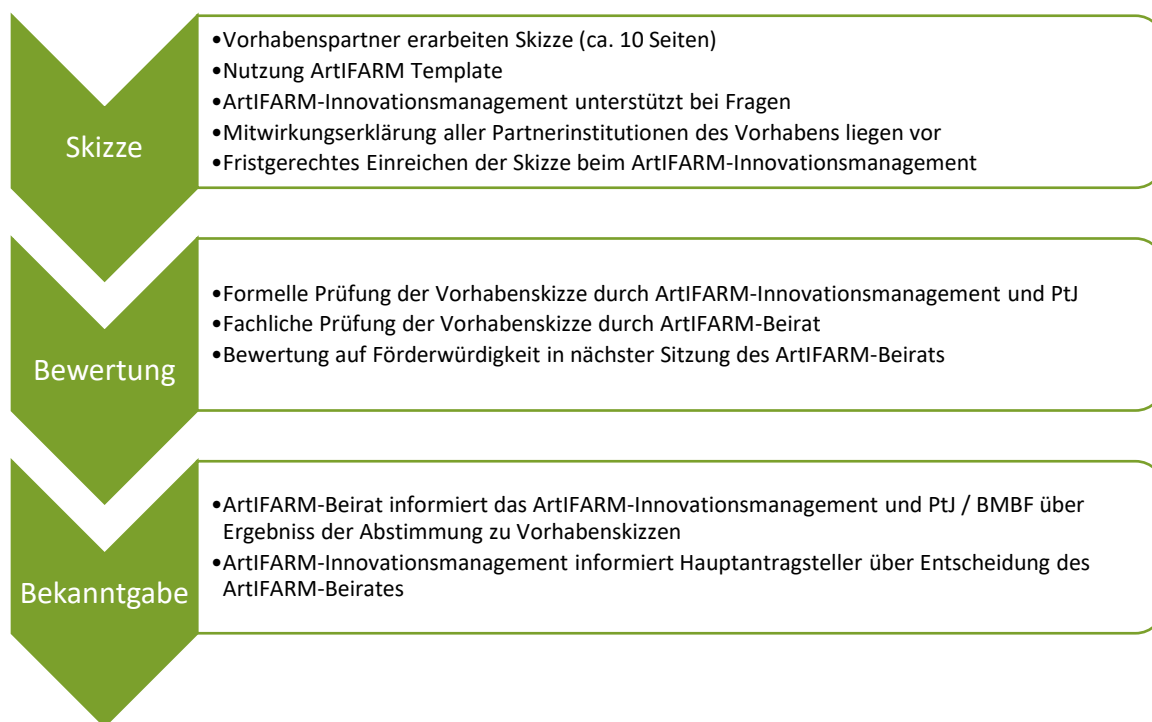 Skizze
•Vorhabenspartner erarbeiten Skizze (ca. 10 Seiten)
•Nutzung ArtIFARM Template
•ArtIFARM-Innovationsmanagement unterstützt bei Fragen
•Mitwirkungserklärung aller Partnerinstitutionen des Vorhabens liegen vor
•Fristgerechtes Einreichen der Skizze beim ArtIFARM-Innovationsmanagement
Bewertung
•Formelle Prüfung der Vorhabenskizze durch ArtIFARM-Innovationsmanagement und PtJ
•Fachliche Prüfung der Vorhabenskizze durch ArtIFARM-Beirat
•Bewertung auf Förderwürdigkeit in nächster Sitzung des ArtIFARM-Beirats
Bekanntgabe
•ArtIFARM-Beirat informiert das ArtIFARM-Innovationsmanagement und PtJ / BMBF über
Ergebniss der Abstimmung zu Vorhabenskizzen
•ArtIFARM-Innovationsmanagement informiert Hauptantragsteller über Entscheidung des
ArtIFARM-Beirates